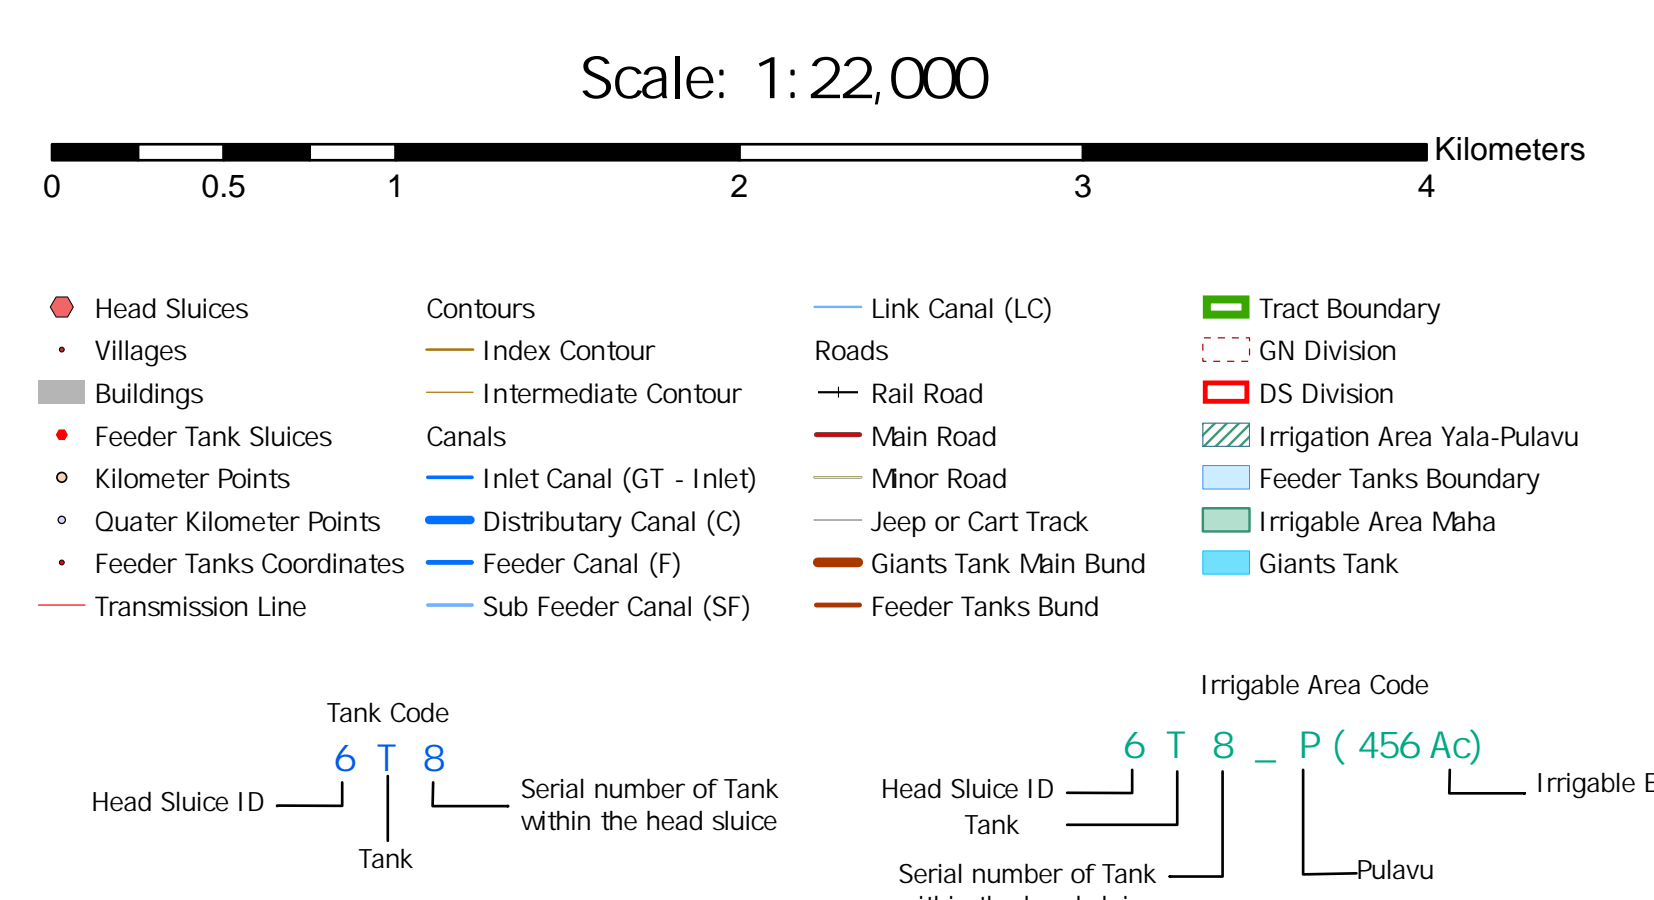 Scale: 1:22,000
Kilometers
0 0.5 1 2 3 4
Head Sluices
Villages
Buildings
Feeder Tank Sluices
Kilometer Points
Quater Kilometer Points
Feeder Tanks Coordinates
Transmission Line
Contours
Index Contour
Intermediate Contour
Canals
Inlet Canal (GT - Inlet)
Distributary Canal (C)
Feeder Canal (F)
Sub Feeder Canal (SF)
Link Canal (LC)
Roads
Rail Road
Main Road
Minor Road
Jeep or Cart Track
Giants Tank Main Bund
Feeder Tanks Bund
Tract Boundary
GN Division
DS Division
Irrigation Area Yala-Pulavu
Feeder Tanks Boundary
Irrigable Area Maha
Giants Tank
Tank Code
6 T 8
Head Sluice ID
Serial number of Tank
within the head sluice
Tank
Irrigable Area Code
6 T 8 _ P ( 456 Ac)
Head Sluice ID
Irrigable
Tank
Serial number of Tank
Pulavu